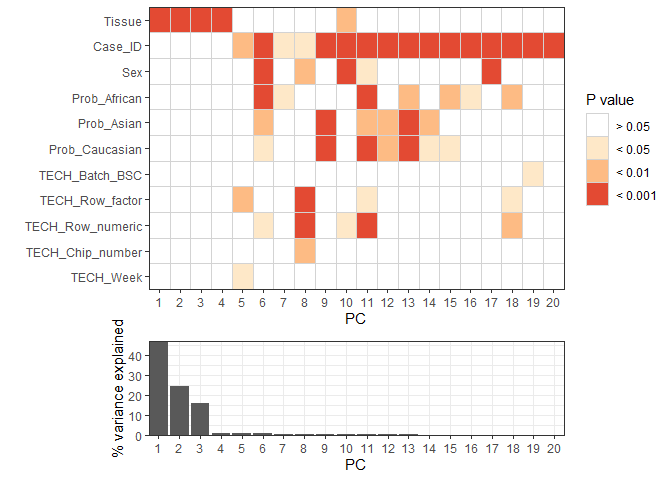 Tissue
Case_ID
Sex
Prob_African
Prob_Asian
Prob_Caucasian
TECH_Batch_BSC
TECH_Row_factor
TECH_Row_numeric
TECH_Chip_number
TECH_Week
1 2 3 4 5 6 7 8 9 10 11 12 13 14 15 16 17 18 19 20
PC
P value
> 0.05
< 0.05
< 0.01
< 0.001
% variance explained
40
30
20
10
0
1 2 3 4 5 6 7 8 9 10 11 12 13 14 15 16 17 18 19 20
PC